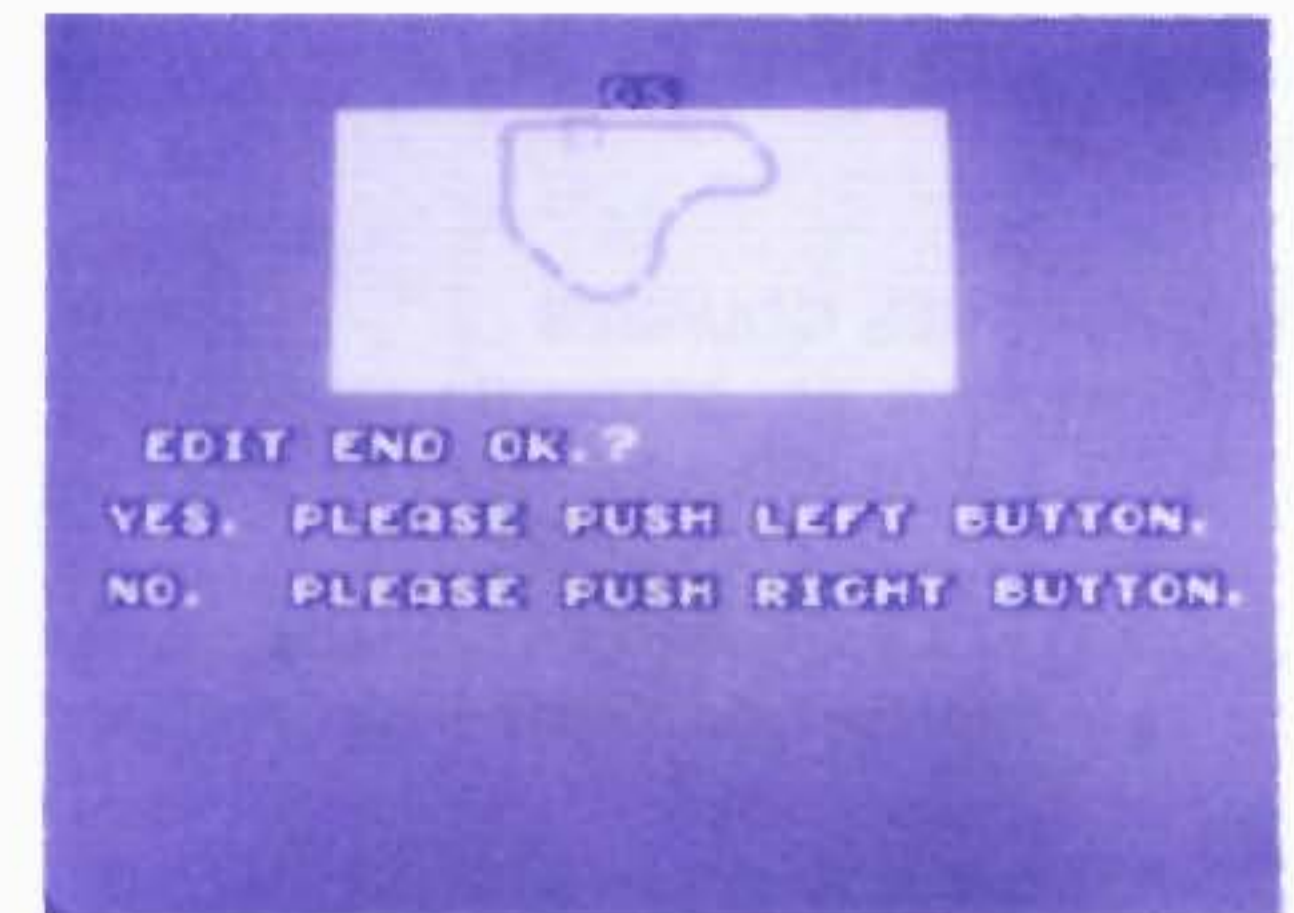 EDIT END OK.?
YES. PLEASE PUSH LEFT BUTTON.
NO. PLEASE PUSH RIGHT BUTTON.